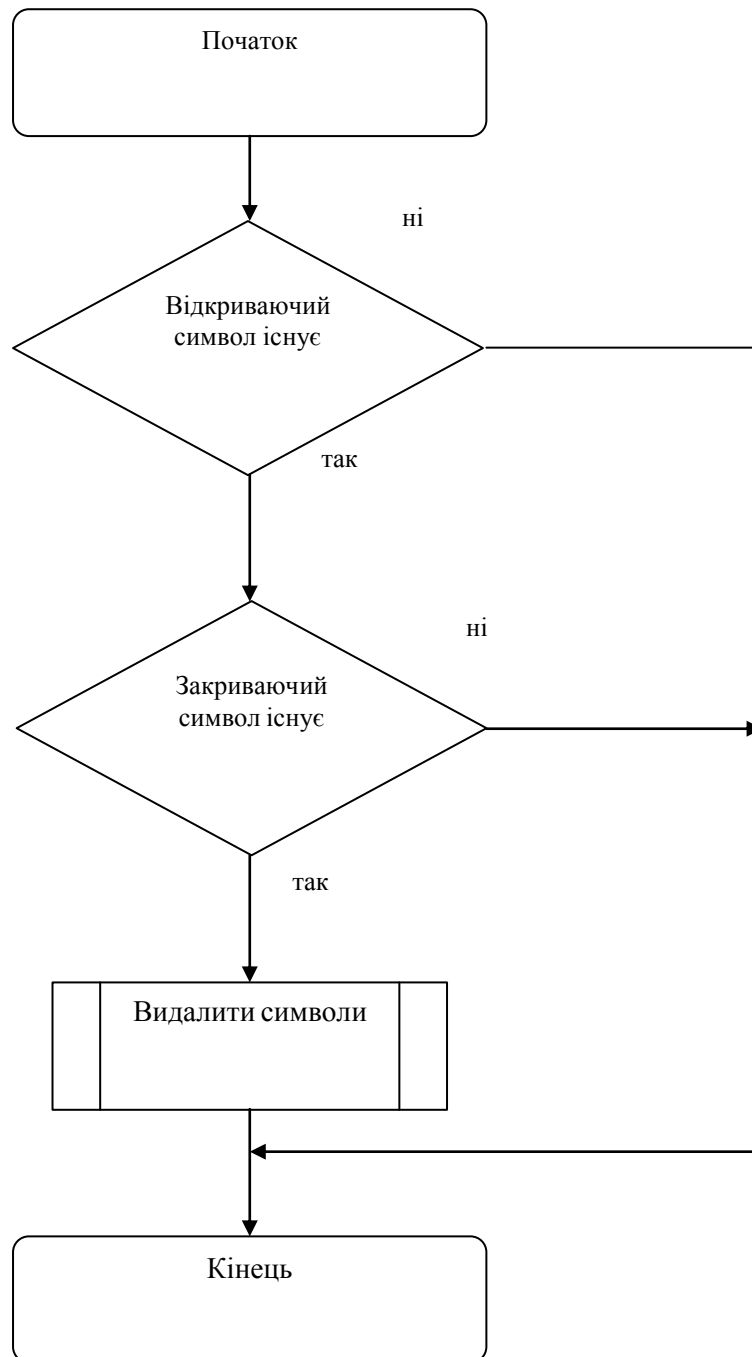 Початок
ні
Відкриваючий
символ існує
так
ні
Закриваючий
символ існує
так
Видалити символи
Кінець